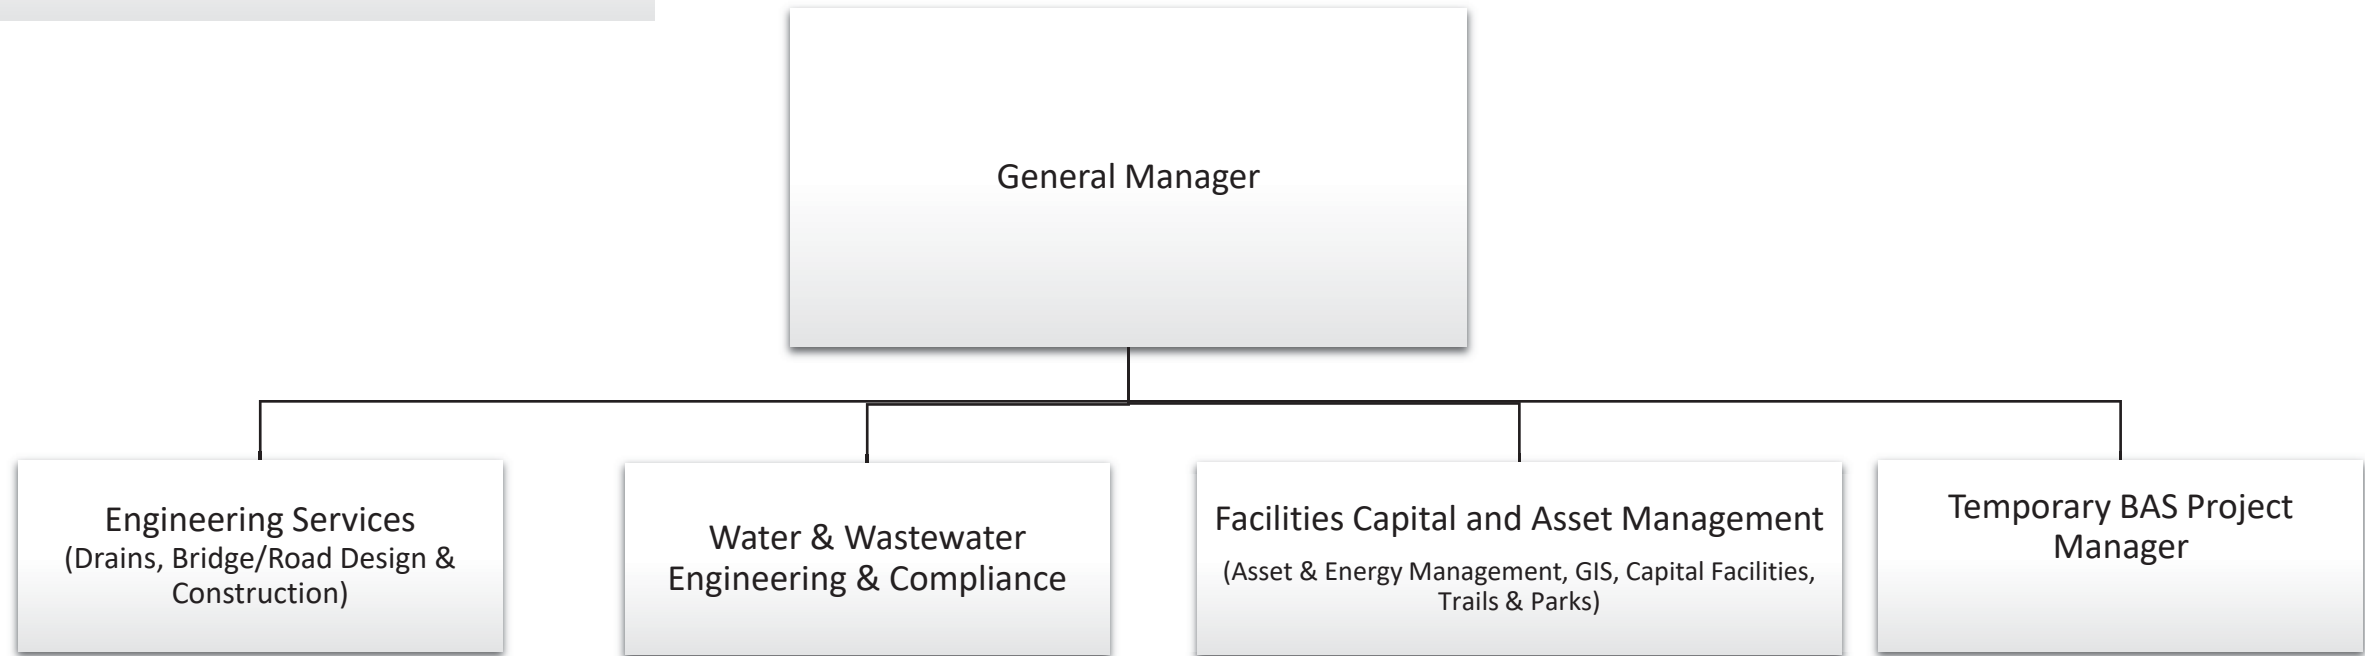 General Manager
Engineering Services
(Drains, Bridge/Road Design &
Construction)
Water & Wastewater
Engineering & Compliance
Facilities Capital and Asset Management
(Asset & Energy Management, GIS, Capital Facilities,
Trails & Parks)
Temporary BAS Project
Manager